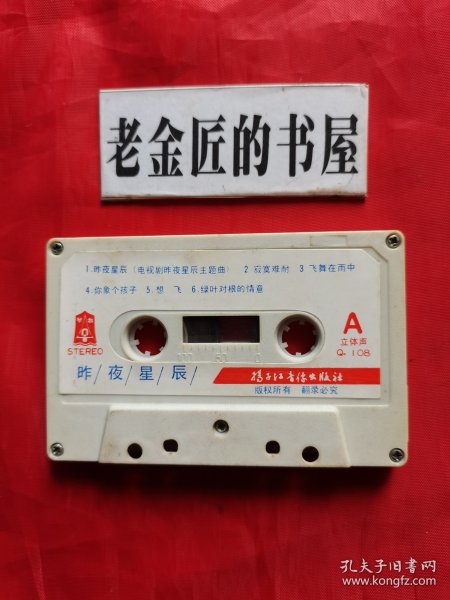 老金匠的书屋
1.昨夜星辰（电视剧昨夜星辰主题曲） 2 寂寞难耐 3 飞舞在雨中
4.你象个孩子 5.想 飞 6.绿叶对根的情意
STEREO
A
立体声
Q-108
昨/夜/星/辰/
扬子江音像出版社
版权所有 翻录必究
100 50 0
孔夫子旧书网
www.kongfz.com